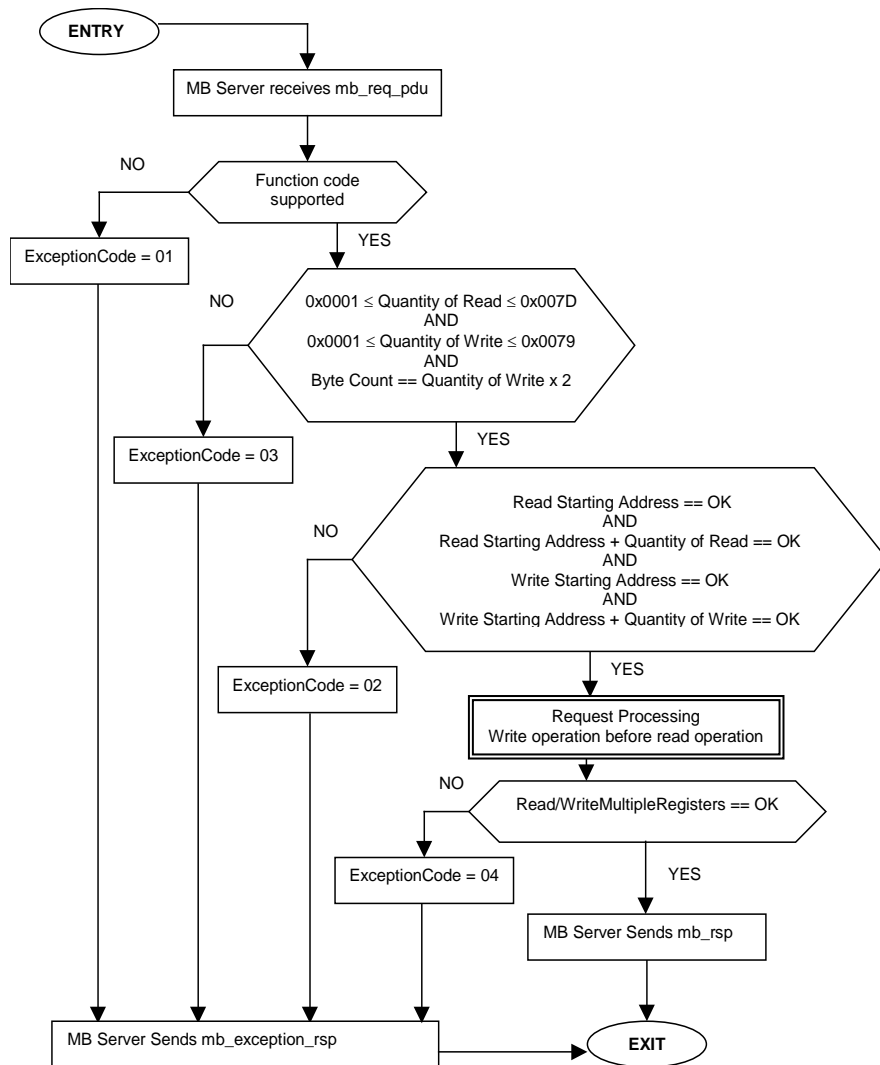 ENTRY
MB Server receives mb_req_pdu
NO
Function code
supported
YES
ExceptionCode = 01
NO
0x0001 ≤ Quantity of Read ≤ 0x007D
AND
0x0001 ≤ Quantity of Write ≤ 0x0079
AND
Byte Count == Quantity of Write x 2
YES
ExceptionCode = 03
NO
Read Starting Address == OK
AND
Read Starting Address + Quantity of Read == OK
AND
Write Starting Address == OK
AND
Write Starting Address + Quantity of Write == OK
YES
ExceptionCode = 02
Request Processing
Write operation before read operation
NO
Read/WriteMultipleRegisters == OK
YES
ExceptionCode = 04
MB Server Sends mb_rsp
MB Server Sends mb_exception_rsp
EXIT